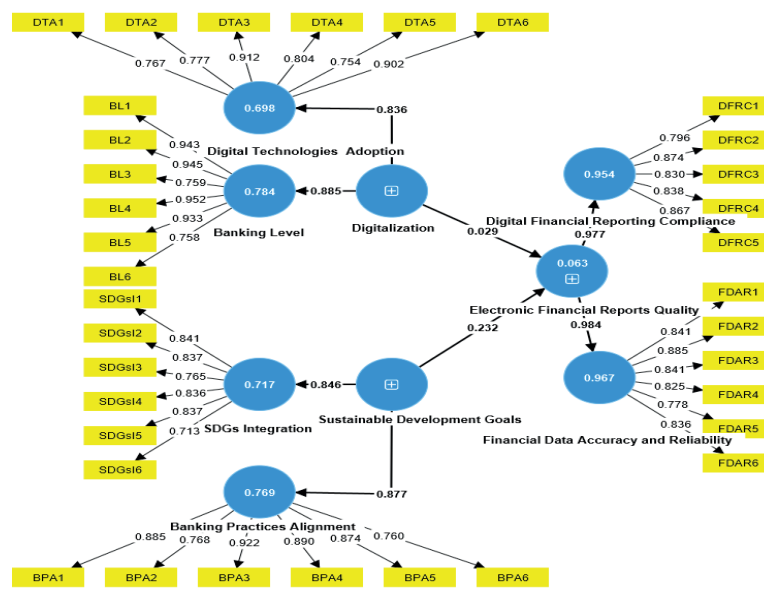 DTA1 DTA2 DTA3 DTA4 DTA5 DTA6
0.767 0.777 0.912 0.804 0.754 0.902
0.698
0.836
Digital Technologies Adoption
BL1
BL2
BL3
BL4
BL5
BL6
0.943
0.945
0.759
0.952
0.933
0.758
0.784
0.885
Banking Level
Digitalization
0.029
DFRC1
DFRC2
DFRC3
DFRC4
DFRC5
0.796
0.874
0.830
0.838
0.867
0.954
Digital Financial Reporting Compliance
0.977
0.063
Electronic Financial Reports Quality
0.232
0.984
SDGsI1
SDGsI2
SDGsI3
SDGsI4
SDGsI5
SDGsI6
0.841
0.837
0.765
0.836
0.837
0.713
0.717
0.846
SDGs Integration
Sustainable Development Goals
FDAR1
FDAR2
FDAR3
FDAR4
FDAR5
FDAR6
0.841
0.885
0.841
0.825
0.778
0.836
0.967
Financial Data Accuracy and Reliability
0.877
0.769
Banking Practices Alignment
0.885 0.768 0.922 0.890 0.874 0.760
BPA1 BPA2 BPA3 BPA4 BPA5 BPA6